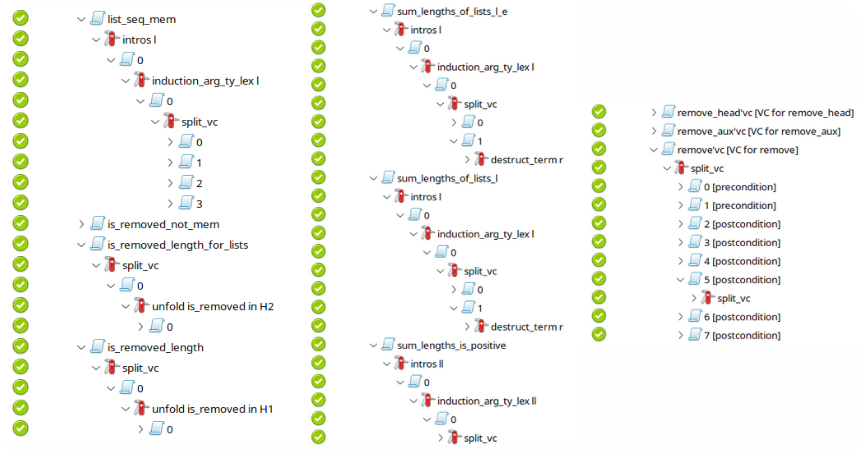 list_seq_mem
intros l
0
induction_arg_ty_lex l
0
split_vc
0
1
2
3
is_removed_not_mem
is_removed_length_for_lists
split_vc
0
unfold is_removed in H2
0
is_removed_length
split_vc
0
unfold is_removed in H1
0
sum_lengths_of_lists_l_e
intros l
0
induction_arg_ty_lex l
0
split_vc
0
1
destruct_term r
sum_lengths_of_lists_l
intros l
0
induction_arg_ty_lex l
0
split_vc
0
1
destruct_term r
sum_lengths_is_positive
intros ll
0
induction_arg_ty_lex ll
0
split_vc
remove_head'vc [VC for remove_head]
remove_aux'vc [VC for remove_aux]
remove'vc [VC for remove]
split_vc
0 [precondition]
1 [precondition]
2 [postcondition]
3 [postcondition]
4 [postcondition]
5 [postcondition]
split_vc
6 [postcondition]
7 [postcondition]